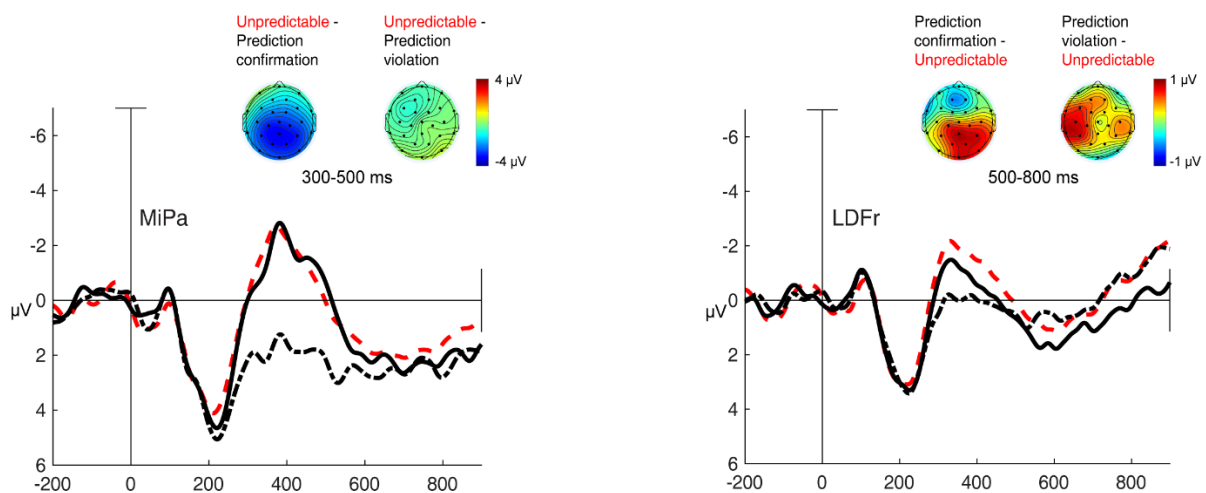 Unpredictable -
Prediction
confirmation
Unpredictable -
Prediction
violation
4 µV
-4 µV
300-500 ms
MiPa
-6
-4
-2
0
2
4
6
µV
-200
0
200
400
600
800
Prediction
confirmation -
Unpredictable
Prediction
violation -
Unpredictable
1 µV
-1 µV
500-800 ms
LDFr
-6
-4
-2
0
2
4
6
µV
-200
0
200
400
600
800